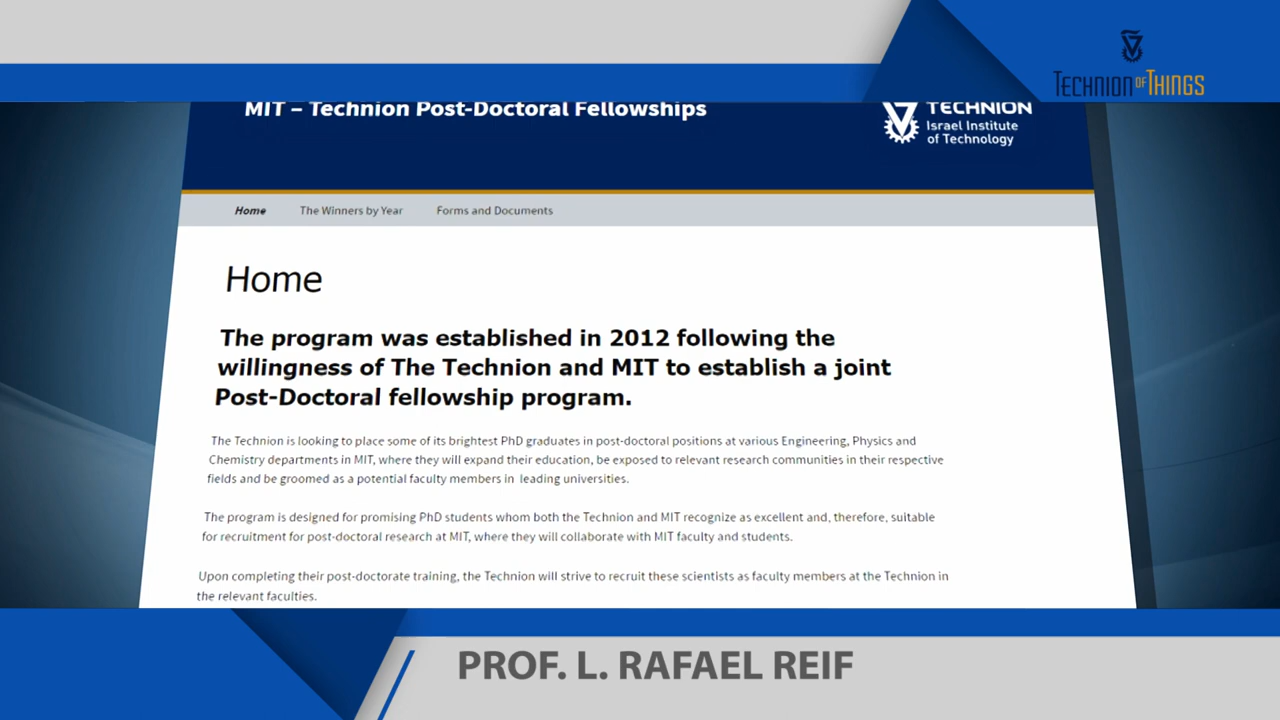 TECHNION OF THINGS
MIT – Technion Post-Doctoral Fellowships
TECHNION
Israel Institute
of Technology
Home The Winners by Year Forms and Documents
Home
The program was established in 2012 following the
willingness of The Technion and MIT to establish a joint
Post-Doctoral fellowship program.
The Technion is looking to place some of its brightest PhD graduates in post-doctoral positions at various Engineering, Physics and
Chemistry departments in MIT, where they will expand their education, be exposed to relevant research communities in their respective
fields and be groomed as a potential faculty members in leading universities.
The program is designed for promising PhD students whom both the Technion and MIT recognize as excellent and, therefore, suitable
for recruitment for post-doctoral research at MIT, where they will collaborate with MIT faculty and students.
Upon completing their post-doctorate training, the Technion will strive to recruit these scientists as faculty members at the Technion in
the relevant faculties.
PROF. L. RAFAEL REIF